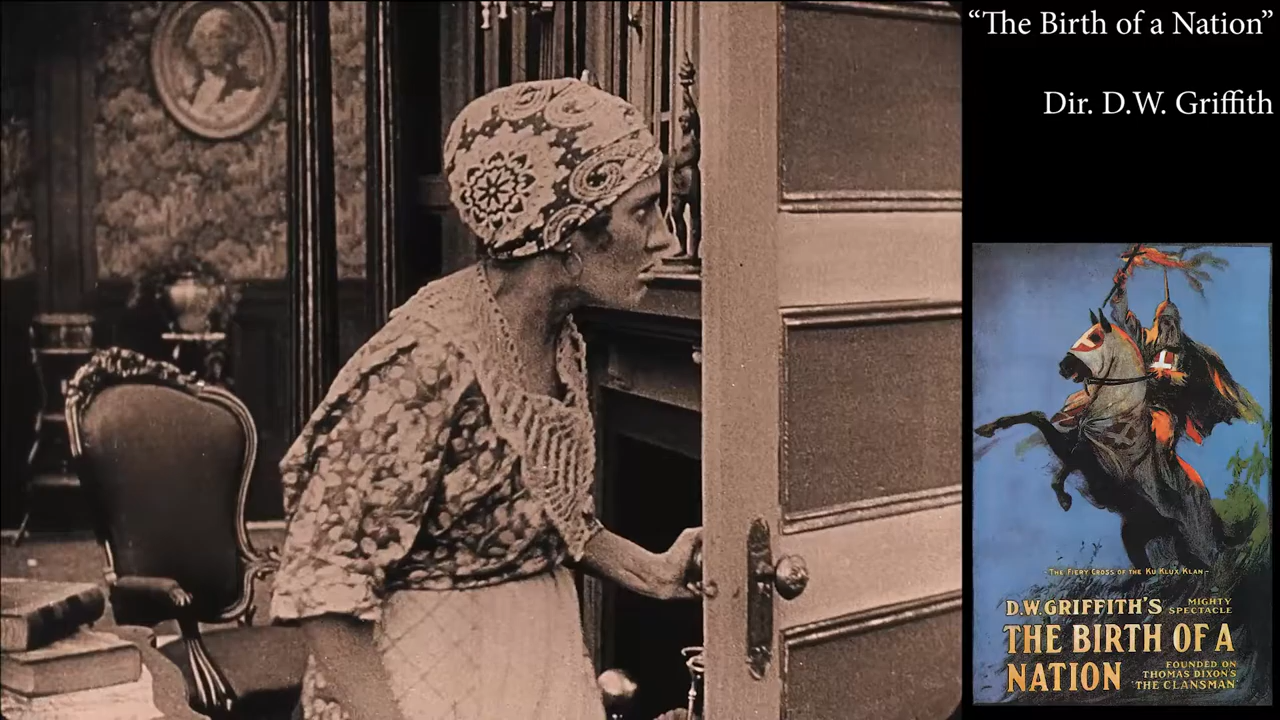 “The Birth of a Nation”
Dir. D.W. Griffith
~THE FIERY CROSS OF THE KU KLUX KLAN~
D.W. GRIFFITH'S MIGHTY SPECTACLE
THE BIRTH OF A
NATION
FOUNDED ON
THOMAS DIXON'S
"THE CLANSMAN"